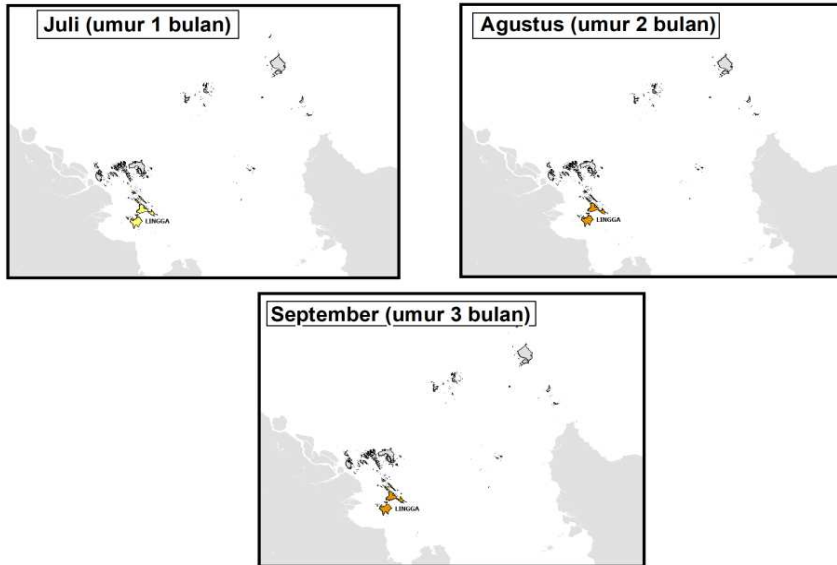 Juli (umur 1 bulan)
LINGGA
Agustus (umur 2 bulan)
LINGGA
September (umur 3 bulan)
LINGGA